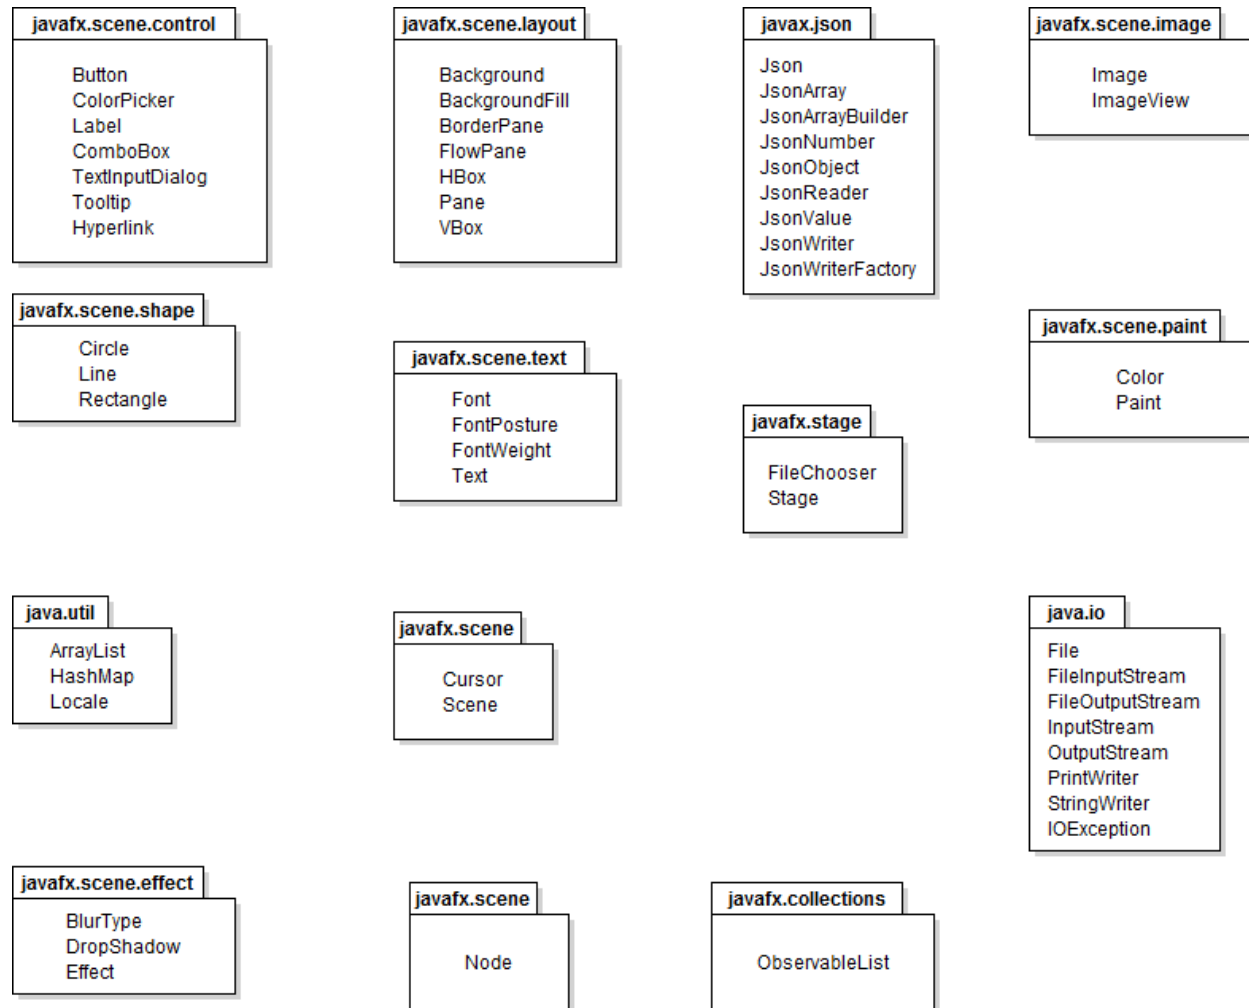 javafx.scene.control
Button
ColorPicker
Label
ComboBox
TextInputDialog
Tooltip
Hyperlink
javafx.scene.layout
Background
BackgroundFill
BorderPane
FlowPane
HBox
Pane
VBox
javax.json
Json
JsonArray
JsonArrayBuilder
JsonNumber
JsonObject
JsonReader
JsonValue
JsonWriter
JsonWriterFactory
javafx.scene.image
Image
ImageView
javafx.scene.shape
Circle
Line
Rectangle
javafx.scene.text
Font
FontPosture
FontWeight
Text
javafx.stage
FileChooser
Stage
javafx.scene.paint
Color
Paint
java.util
ArrayList
HashMap
Locale
javafx.scene
Cursor
Scene
java.io
File
FileInputStream
FileOutputStream
InputStream
OutputStream
PrintWriter
StringWriter
IOException
javafx.scene.effect
BlurType
DropShadow
Effect
javafx.scene
Node
javafx.collections
ObservableList